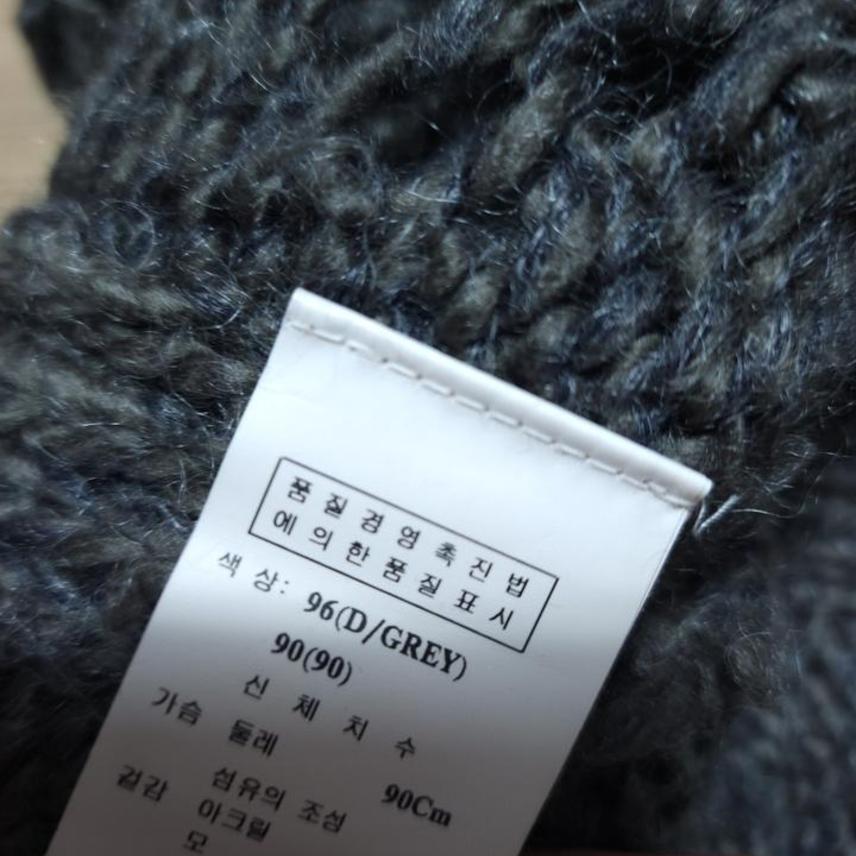 품질경영촉진법
에의한품질표시
색상: 96(D/GREY)
90(90)
신체치수
가슴 둘레 90Cm
섬유의 조성
겉감 아크릴
모